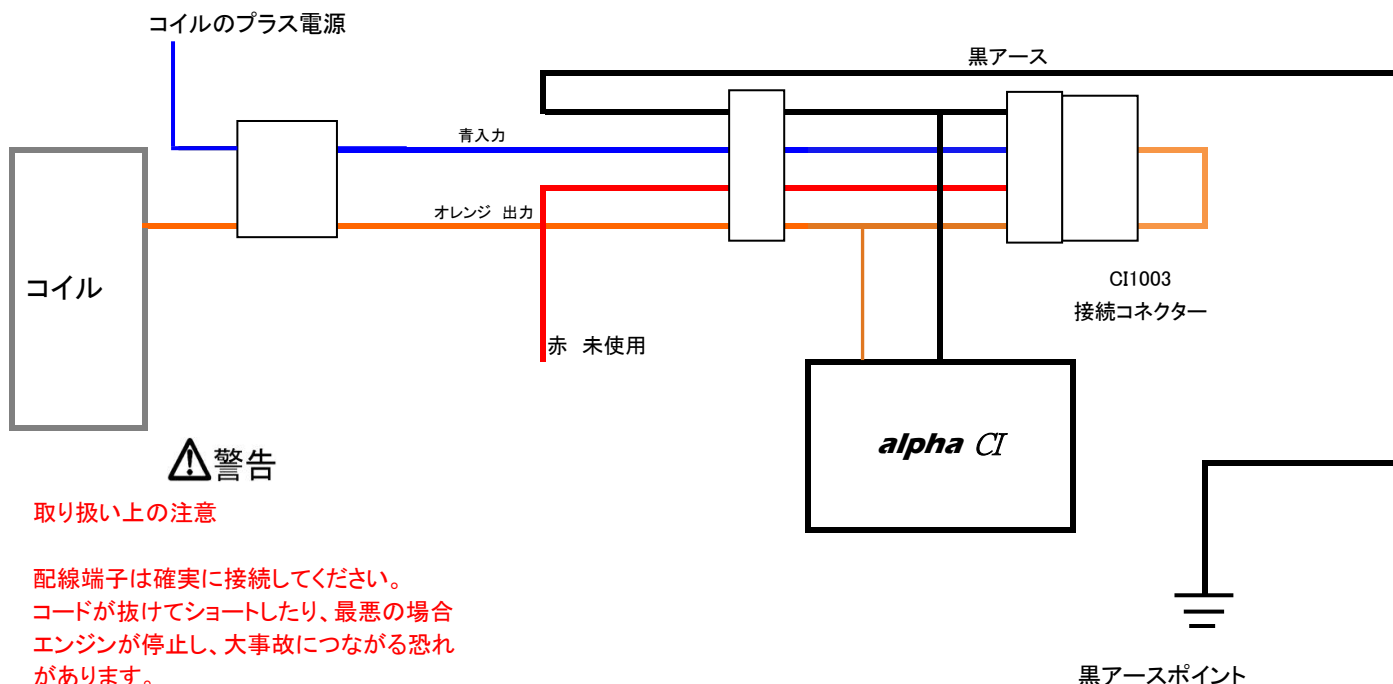 コイルのプラス電源
黒アース
青入力
オレンジ 出力
コイル
CI1003
接続コネクター
赤 未使用
alpha CI
警告
取り扱い上の注意
配線端子は確実に接続してください。
コードが抜けてショートしたり、最悪の場合
エンジンが停止し、大事故につながる恐れ
があります。
黒アースポイント